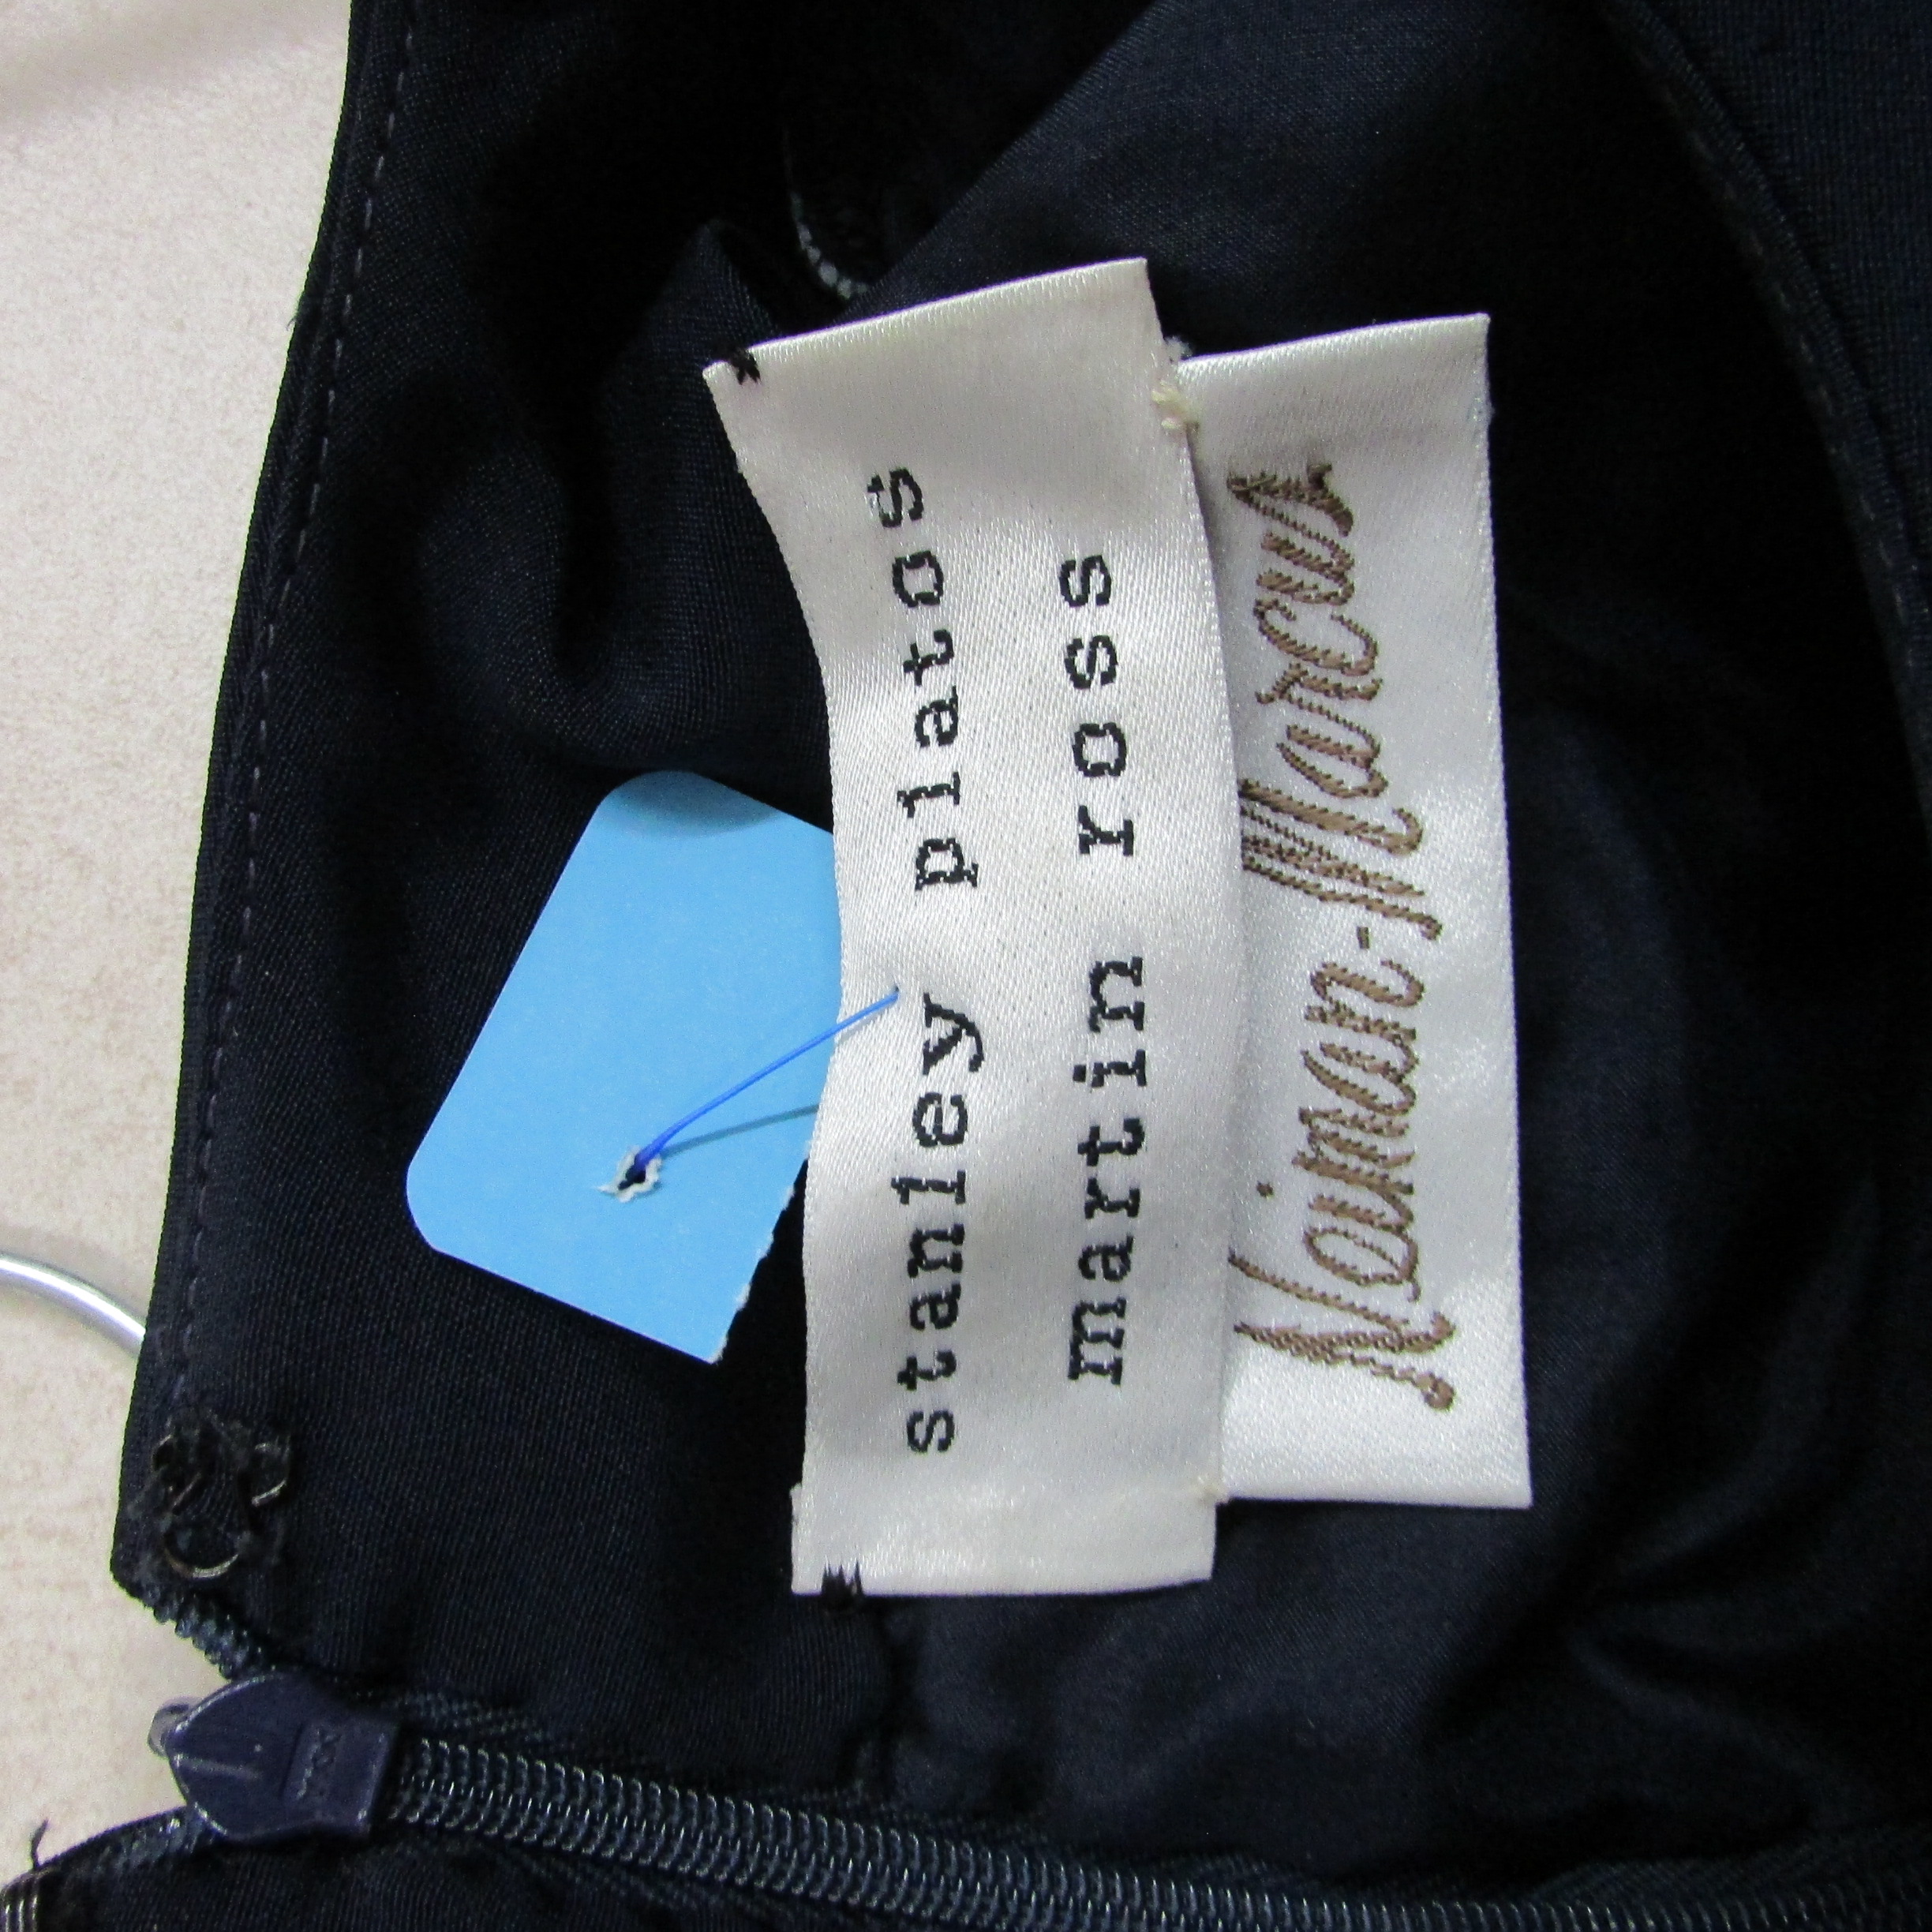 stanley platos
martin ross
Neiman-Marcus